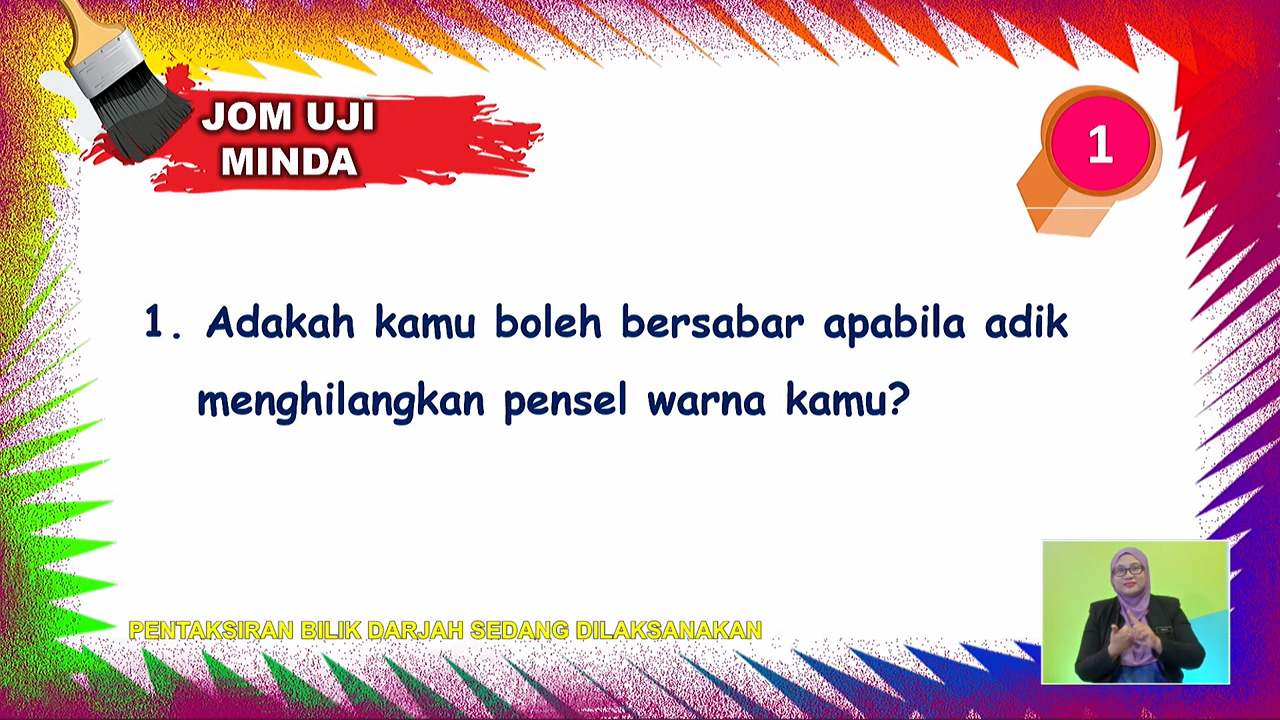 JOM UJI
MINDA
1
1. Adakah kamu boleh bersabar apabila adik
menghilangkan pensel warna kamu?
PENTAKSIRAN BILIK DARJAH SEDANG DILAKSANAKAN